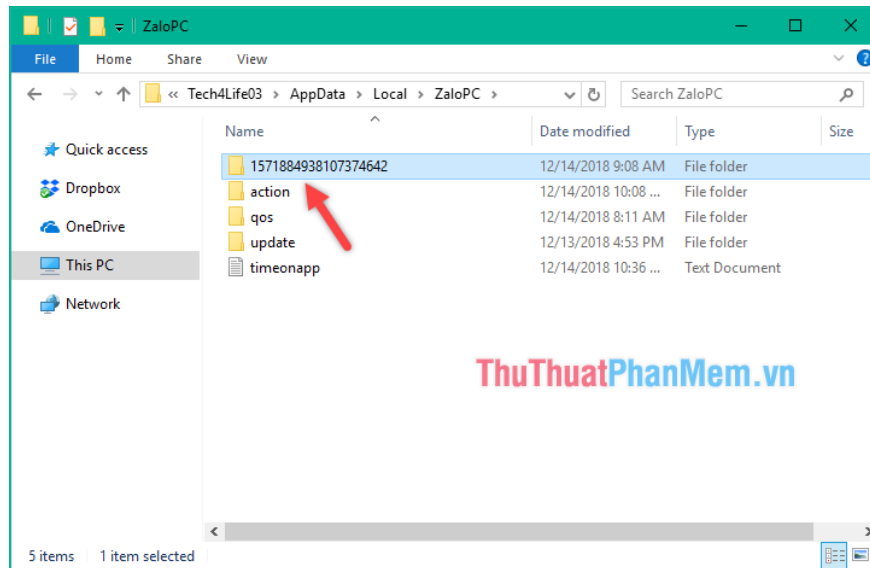 ZaloPC
File Home Share View
« Tech4Life03 > AppData > Local > ZaloPC > Search ZaloPC
Name Date modified Type Size
Quick access
Dropbox
OneDrive
This PC
Network
1571884938107374642 12/14/2018 9:08 AM File folder
action 12/14/2018 10:08 ... File folder
qos 12/14/2018 8:11 AM File folder
update 12/13/2018 4:53 PM File folder
timeonapp 12/14/2018 10:36 ... Text Document
ThuThuatPhanMem.vn
5 items 1 item selected